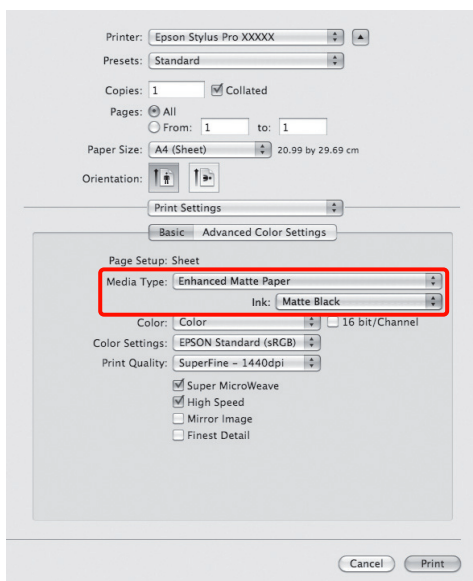 Printer: Epson Stylus Pro XXXXX
Presets: Standard
Copies: 1 Collated
Pages: All
From: 1 to: 1
Paper Size: A4 (Sheet) 20.99 by 29.69 cm
Orientation:
Print Settings
Basic Advanced Color Settings
Page Setup: Sheet
Media Type: Enhanced Matte Paper
Ink: Matte Black
Color: Color 16 bit/Channel
Color Settings: EPSON Standard (sRGB)
Print Quality: SuperFine – 1440dpi
Super MicroWeave
High Speed
Mirror Image
Finest Detail
Cancel Print